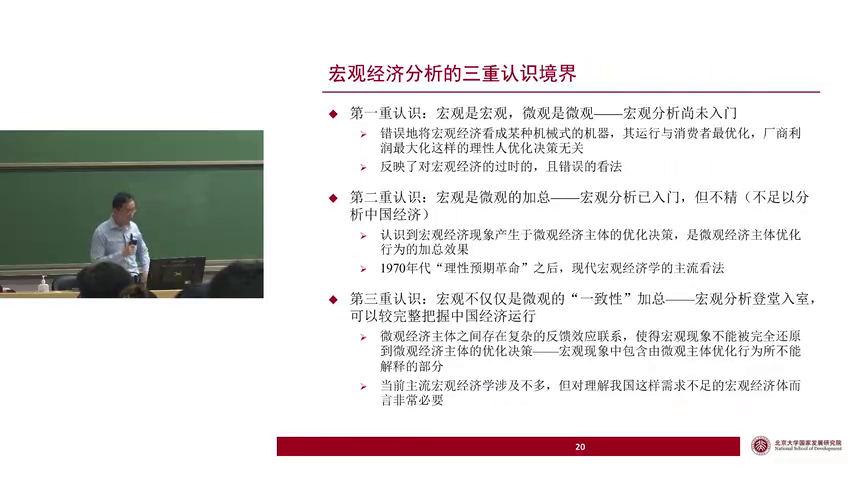 宏观经济分析的三重认识境界
第一重认识：宏观是宏观，微观是微观——宏观分析尚未入门
错误地将宏观经济看成某种机械式的机器，其运行与消费者最优化，厂商利
润最大化这样的理性人优化决策无关
反映了对宏观经济的过时的，且错误的看法
第二重认识：宏观是微观的加总——宏观分析已入门，但不精（不足以分
析中国经济）
认识到宏观经济现象产生于微观经济主体的优化决策，是微观经济主体优化
行为的加总效果
1970年代“理性预期革命”之后，现代宏观经济学的主流看法
第三重认识：宏观不仅仅是微观的“一致性”加总——宏观分析登堂入室，
可以较完整把握中国经济运行
微观经济主体之间存在复杂的反馈效应联系，使得宏观现象不能被完全还原
到微观经济主体的优化决策——宏观现象中包含由微观主体优化行为所不能
解释的部分
当前主流宏观经济学涉及不多，但对理解我国这样需求不足的宏观经济体而
言非常必要
20
北京大学国家发展研究院
National School of Development